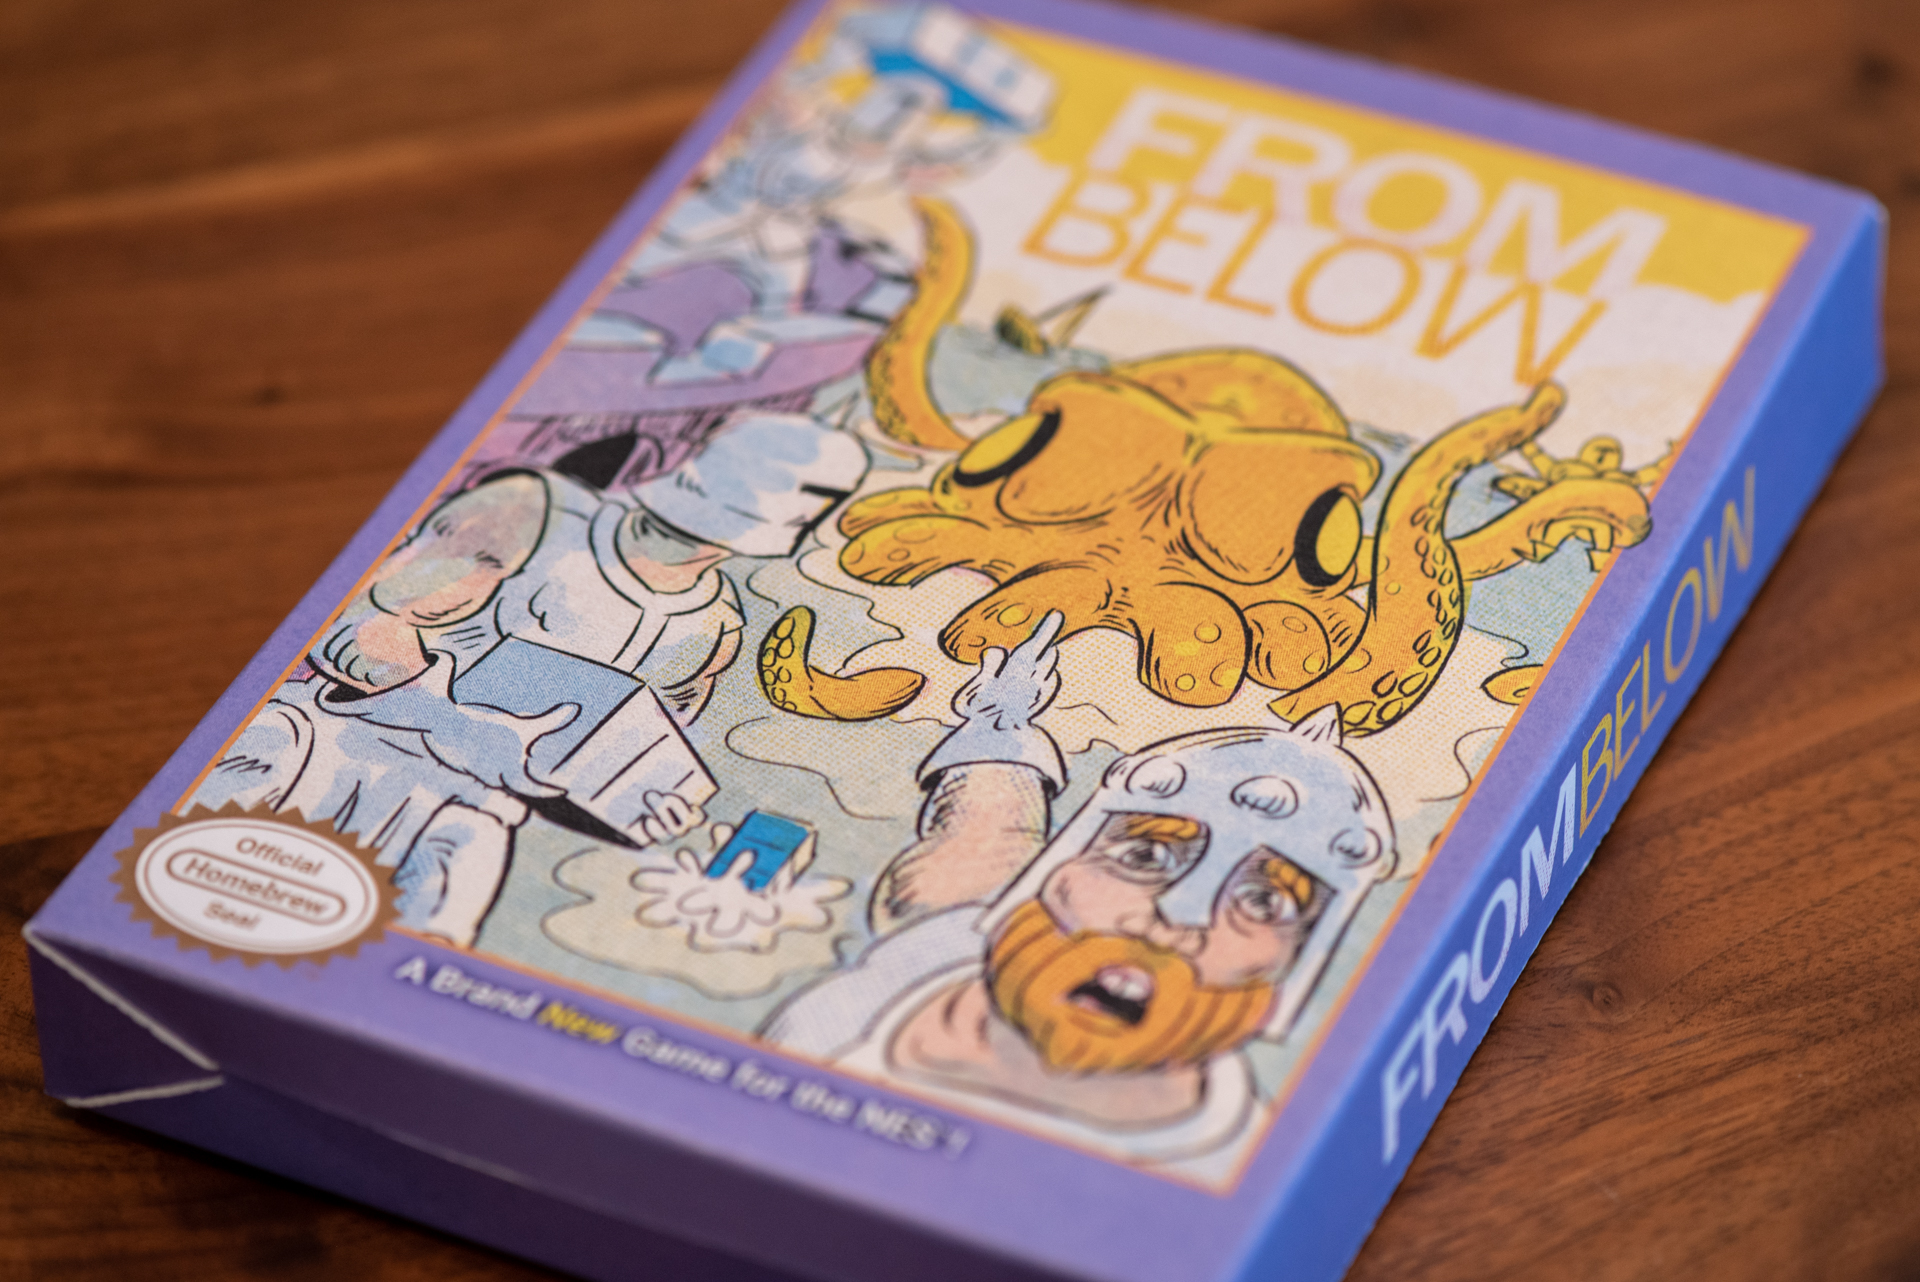 FROM
BELOW
Official
Homebrew
Seal
A Brand New Game for the NES!
FROMBELOW